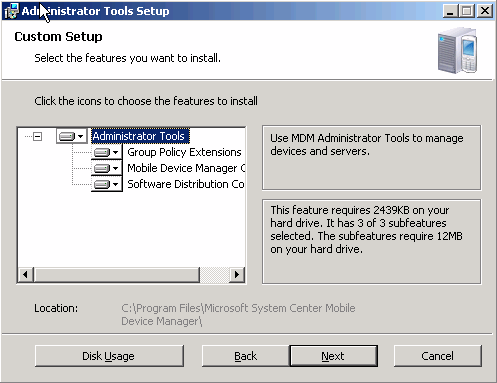 Administrator Tools Setup
Custom Setup
Select the features you want to install.
Click the icons to choose the features to install
Administrator Tools
Group Policy Extensions
Mobile Device Manager C
Software Distribution Co
Use MDM Administrator Tools to manage
devices and servers.
This feature requires 2439KB on your
hard drive. It has 3 of 3 subfeatures
selected. The subfeatures require 12MB
on your hard drive.
Location:
C:\Program Files\Microsoft System Center Mobile
Device Manager\
Disk Usage
Back
Next
Cancel